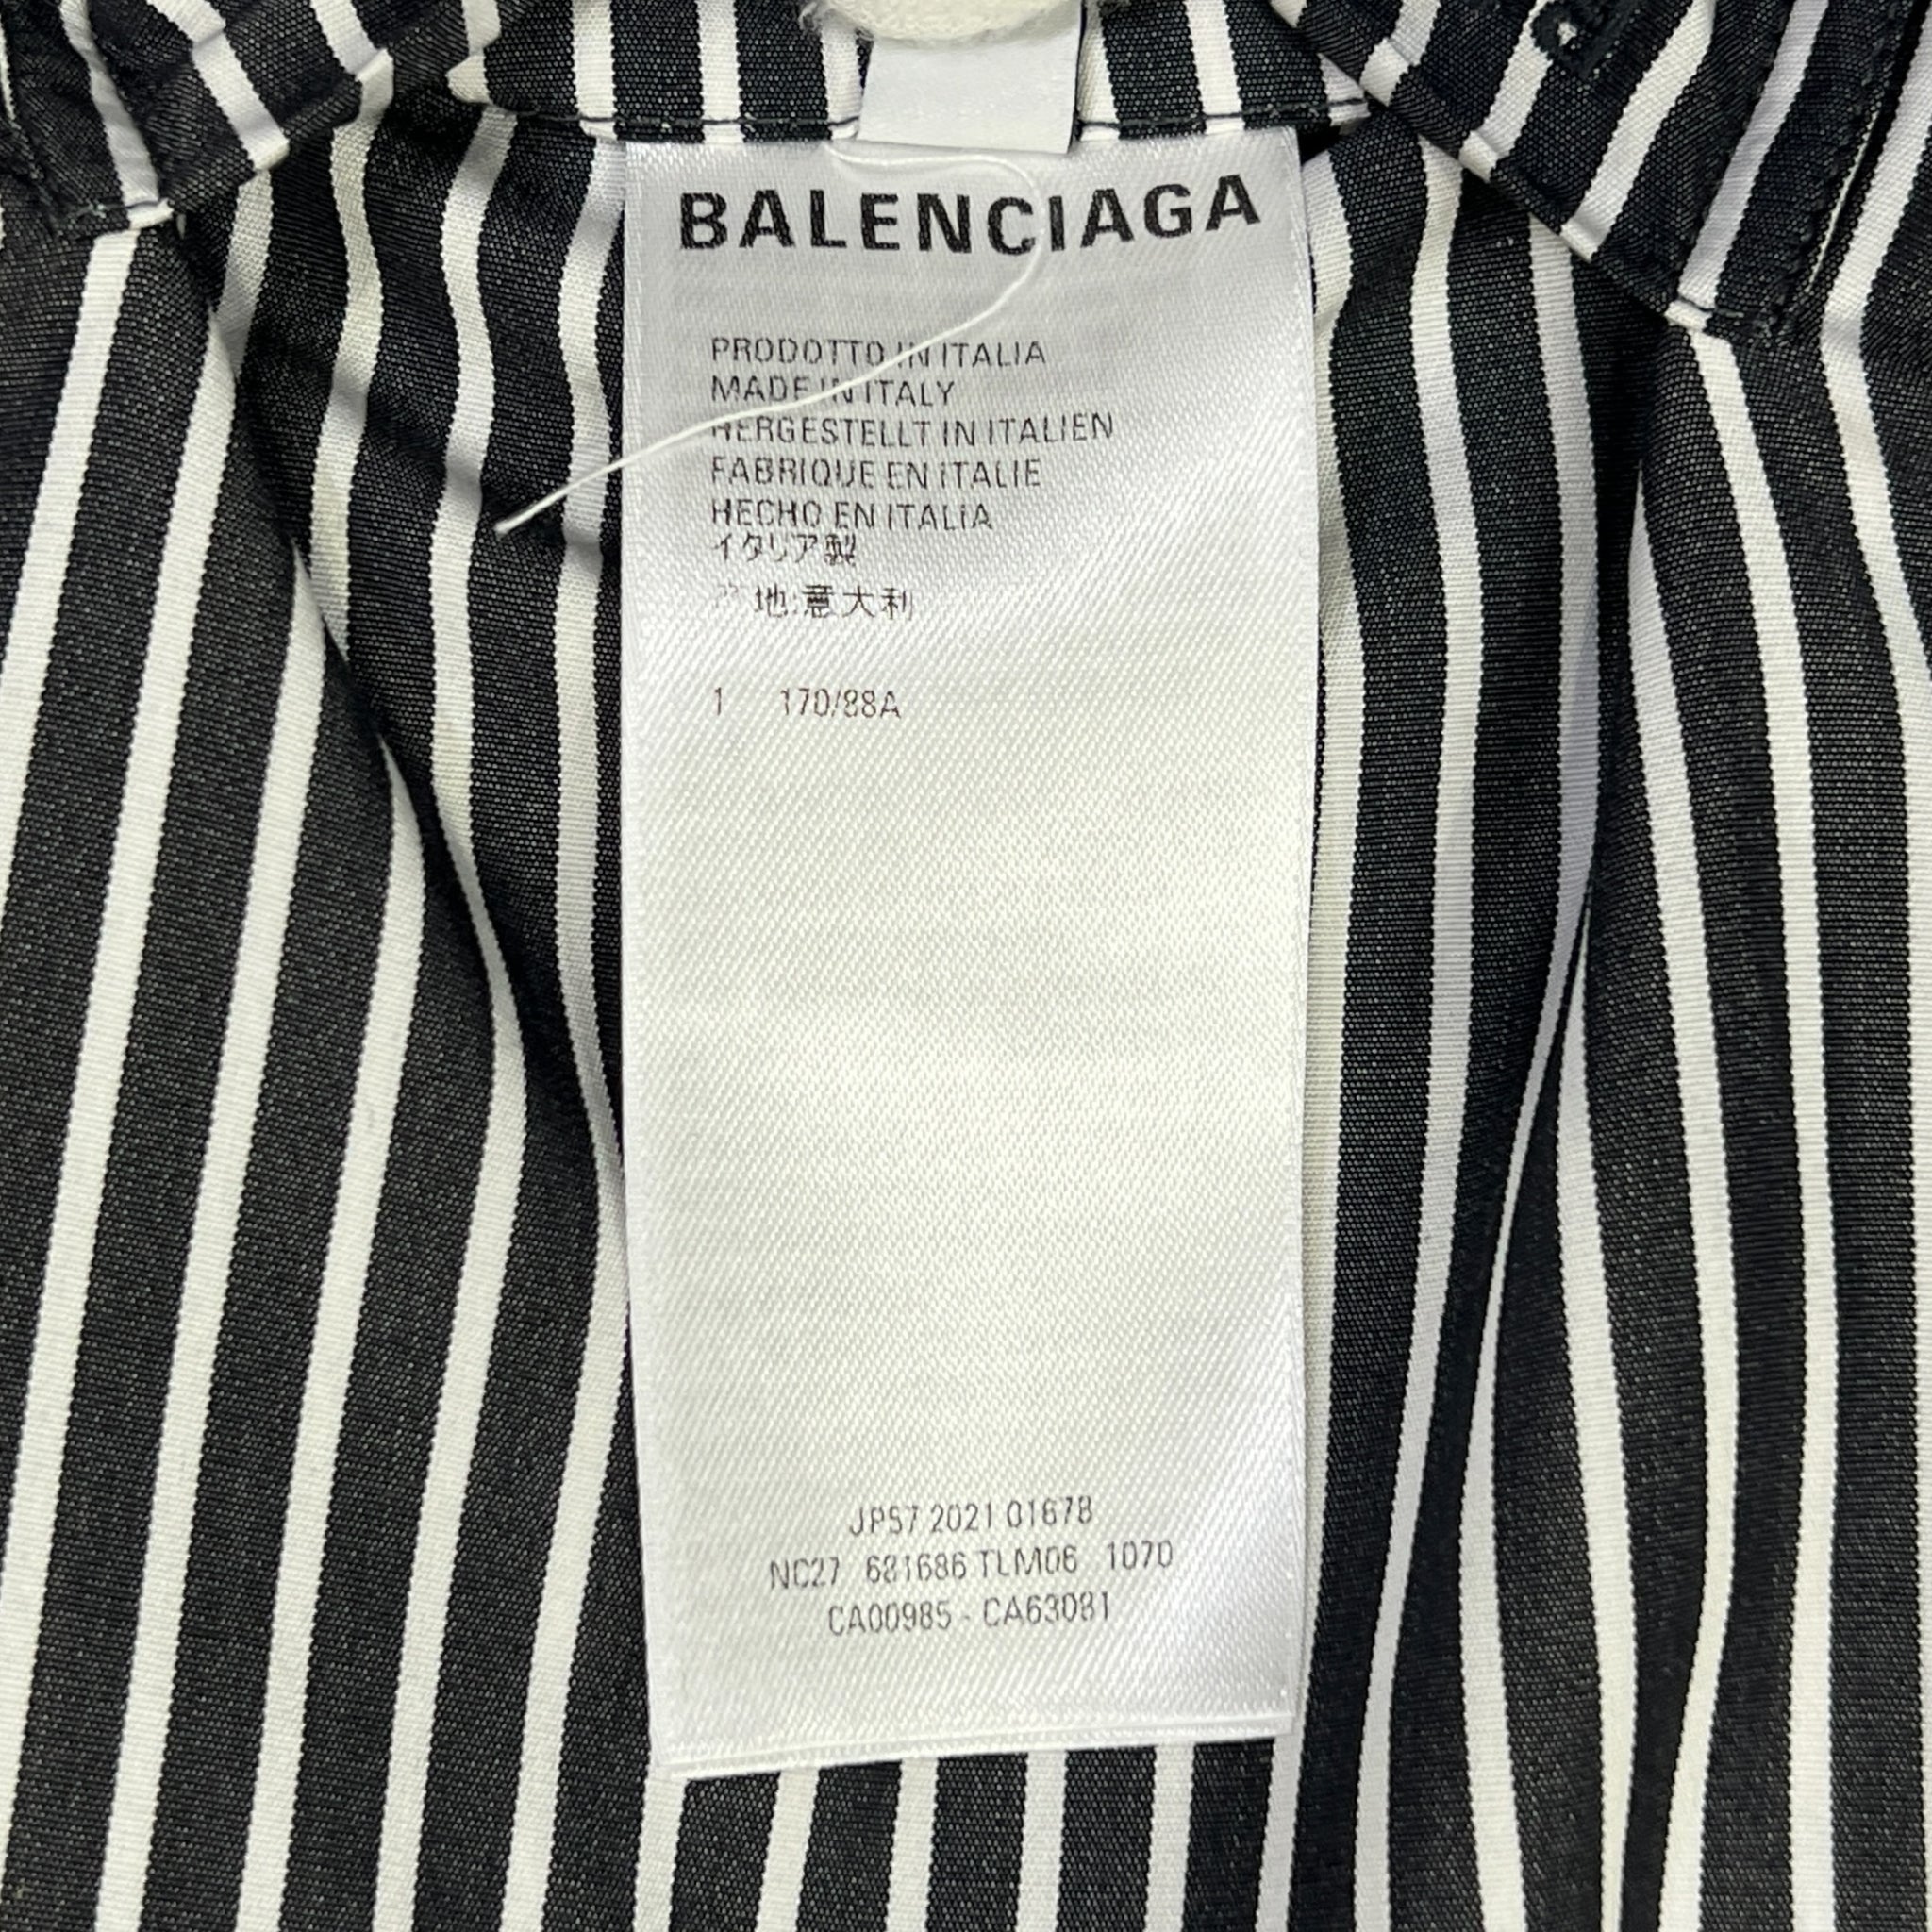 BALENCIAGA
PRODOTTO IN ITALIA
MADE IN ITALY
HERGESTELLT IN ITALIEN
FABRIQUE EN ITALIE
HECHO EN ITALIA
イタリア製
产地:意大利
1 170/88A
JP57 2021 01678
NC27 681686 TLM06 1070
CA00985 - CA63081